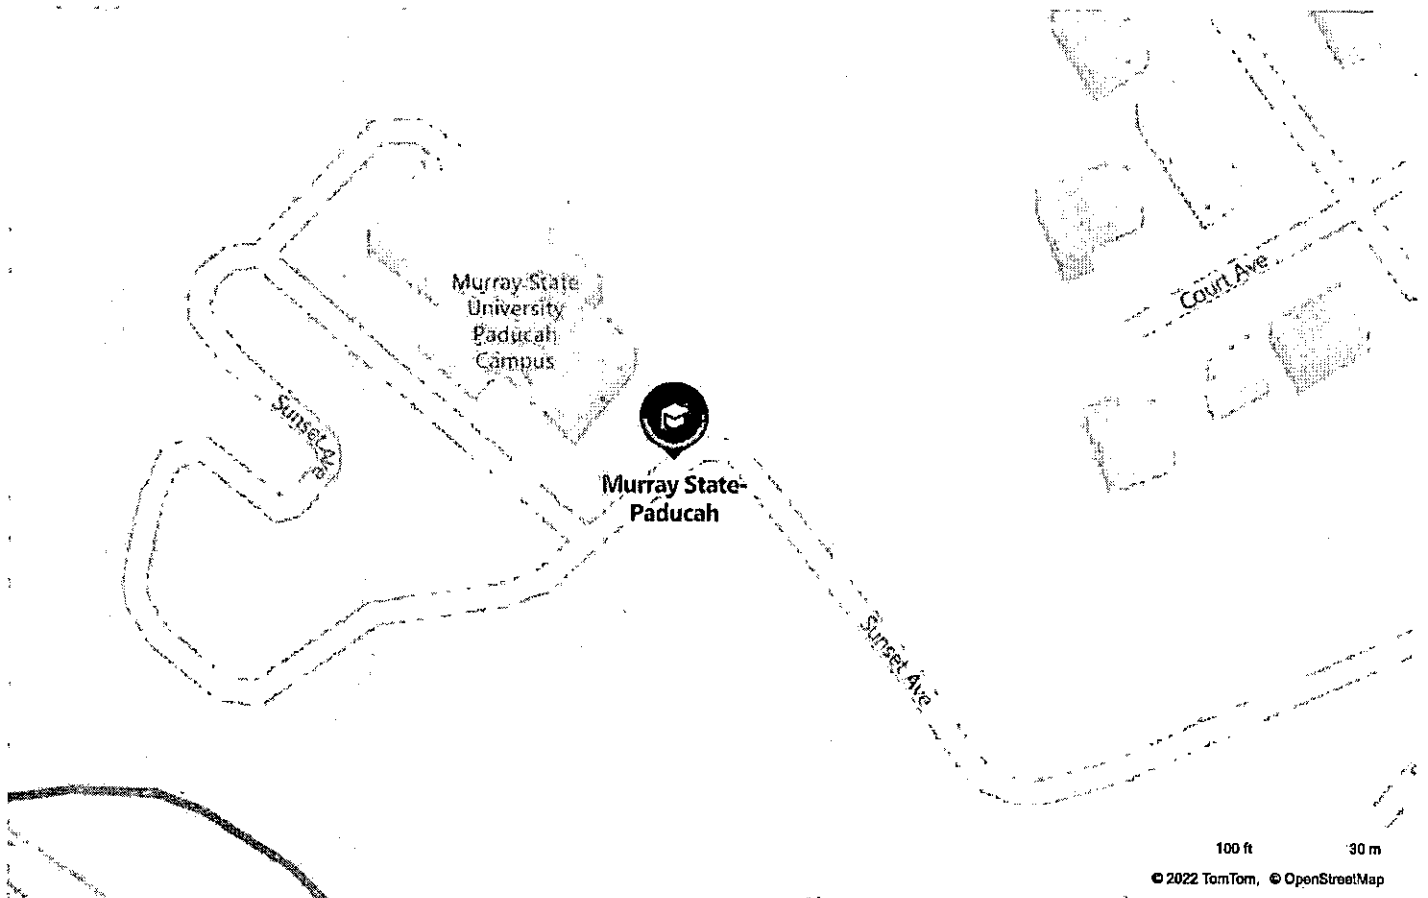 Murray State
University
Paducah
Campus
Court Ave
Sunset Ave
Murray State-
Paducah
Sunset Ave
100 ft
30 m
© 2022 TomTom, © OpenStreetMap